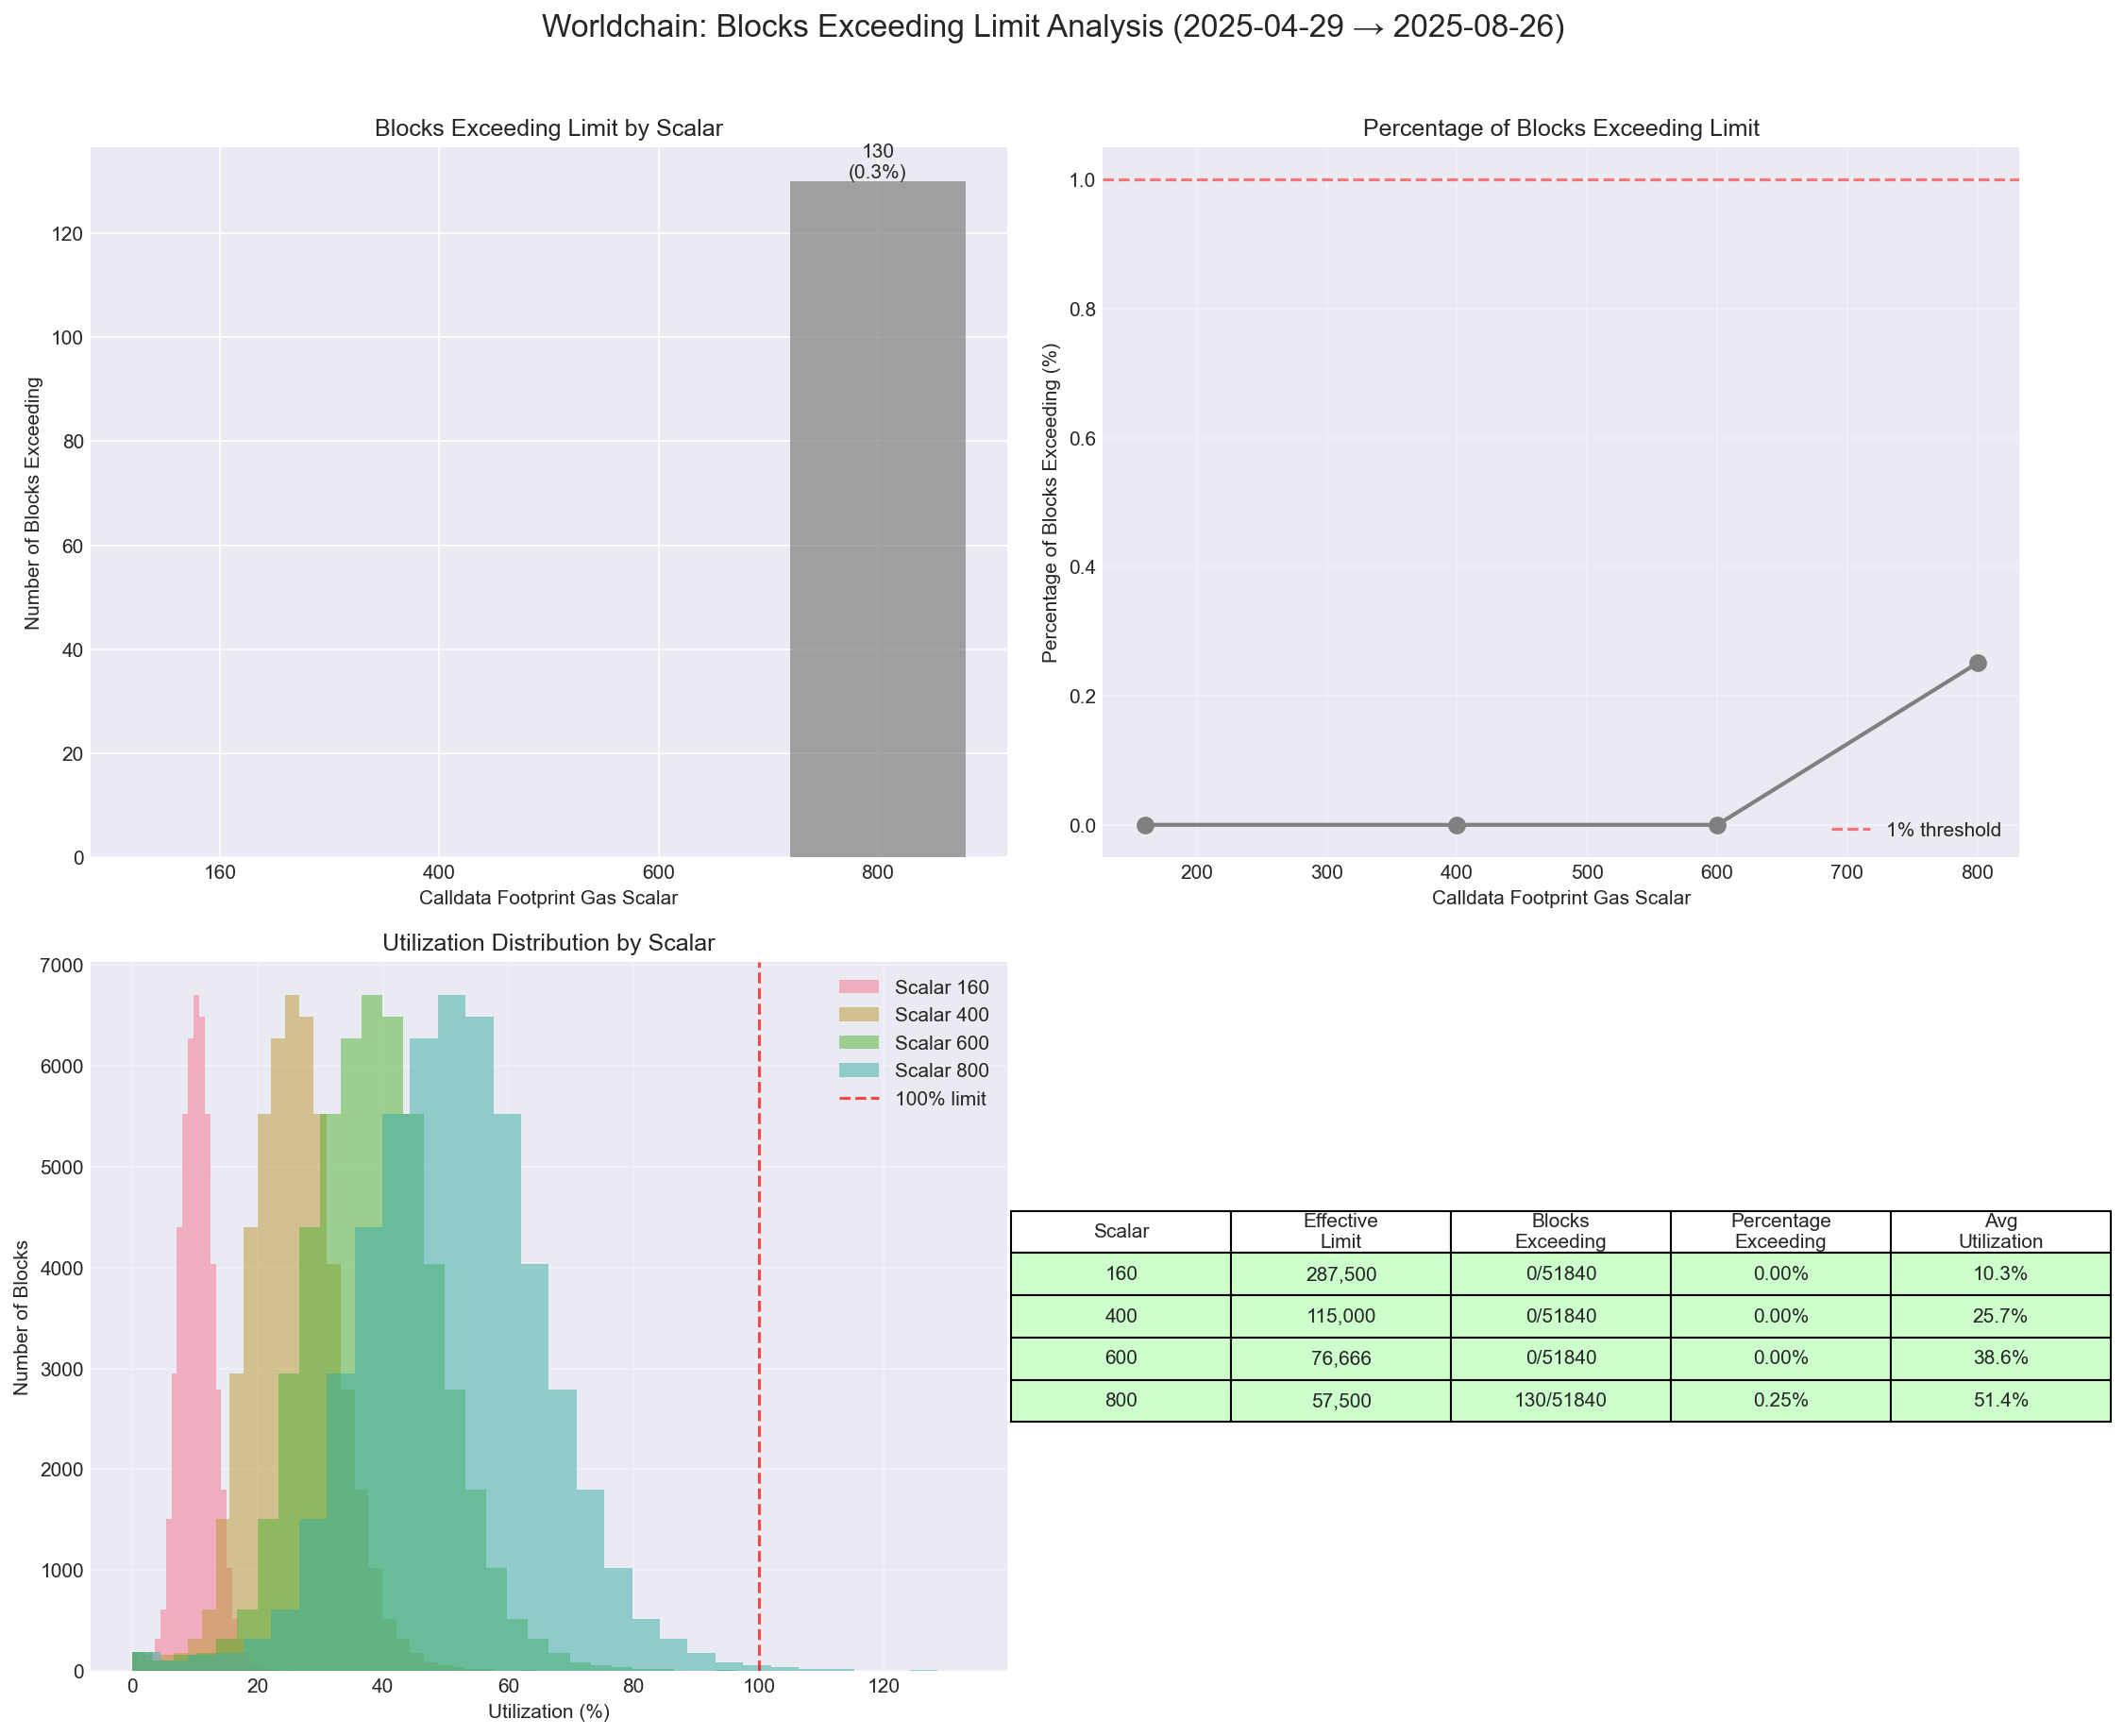 Worldchain: Blocks Exceeding Limit Analysis (2025-04-29 → 2025-08-26)
Blocks Exceeding Limit by Scalar
130
(0.3%)
120
100
80
60
40
20
0
160 400 600 800
Number of Blocks Exceeding
Calldata Footprint Gas Scalar
Percentage of Blocks Exceeding Limit
1.0
0.8
0.6
0.4
0.2
0.0
200 300 400 500 600 700 800
Percentage of Blocks Exceeding (%)
Calldata Footprint Gas Scalar
1% threshold
Utilization Distribution by Scalar
7000
6000
5000
4000
3000
2000
1000
0
0 20 40 60 80 100 120
Number of Blocks
Utilization (%)
Scalar 160
Scalar 400
Scalar 600
Scalar 800
100% limit
Scalar Effective Limit Blocks Exceeding Percentage Exceeding Avg Utilization
160 287,500 0/51840 0.00% 10.3%
400 115,000 0/51840 0.00% 25.7%
600 76,666 0/51840 0.00% 38.6%
800 57,500 130/51840 0.25% 51.4%